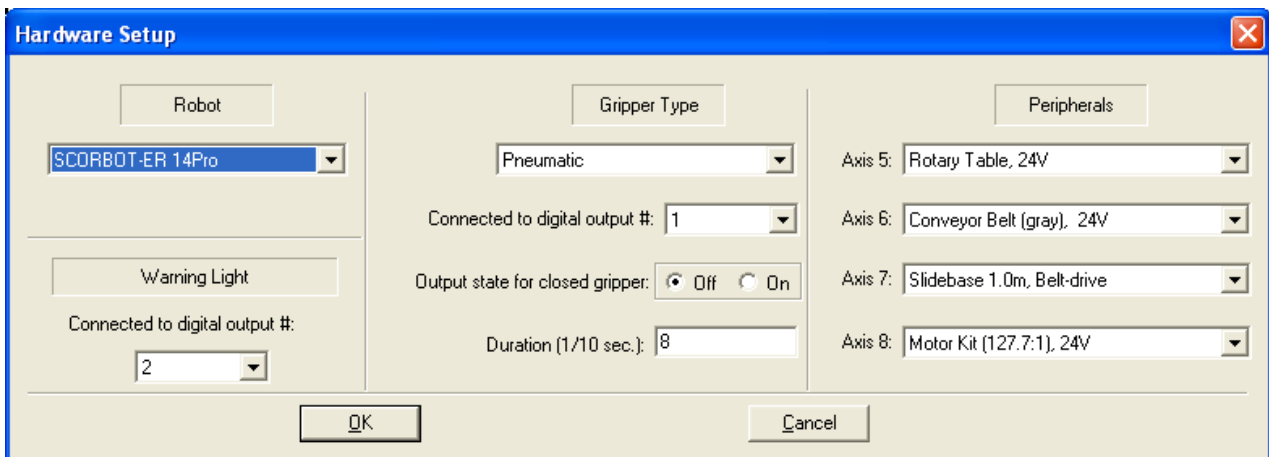 Hardware Setup
Robot
SCORBOT-ER 14Pro
Warning Light
Connected to digital output #:
2
Gripper Type
Pneumatic
Connected to digital output #: 1
Output state for closed gripper: Off On
Duration (1/10 sec.): 8
Peripherals
Axis 5: Rotary Table, 24V
Axis 6: Conveyor Belt (gray), 24V
Axis 7: Slidebase 1.0m, Belt-drive
Axis 8: Motor Kit (127.7:1), 24V
OK
Cancel